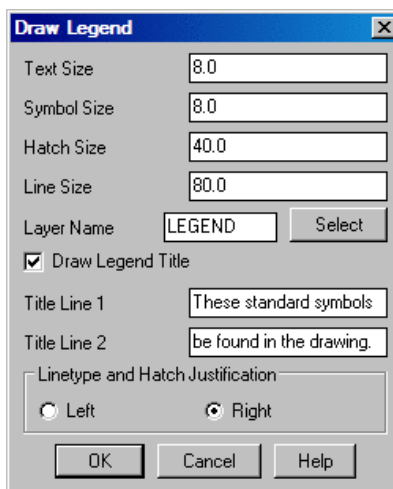 Draw Legend
Text Size 8.0
Symbol Size 8.0
Hatch Size 40.0
Line Size 80.0
Layer Name LEGEND Select
Draw Legend Title
Title Line 1 These standard symbols
Title Line 2 be found in the drawing.
Linetype and Hatch Justification
Left Right
OK Cancel Help